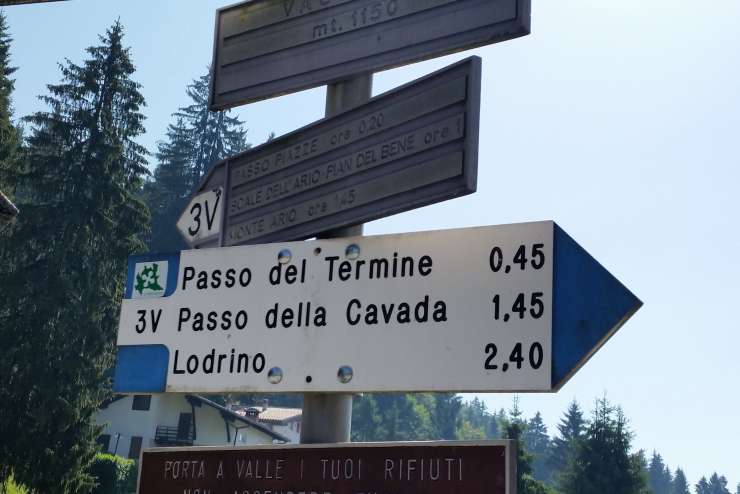 mt. 1150
PASSO PIAZZE ore 0.20
SCALE DELL'ARIO-PIAN DEL BENE ore 1
3V
MONTE ARIO ore 1.45
Passo del Termine 0,45
3V Passo della Cavada 1,45
Lodrino 2,40
PORTA A VALLE I TUOI RIFIUTI
NON